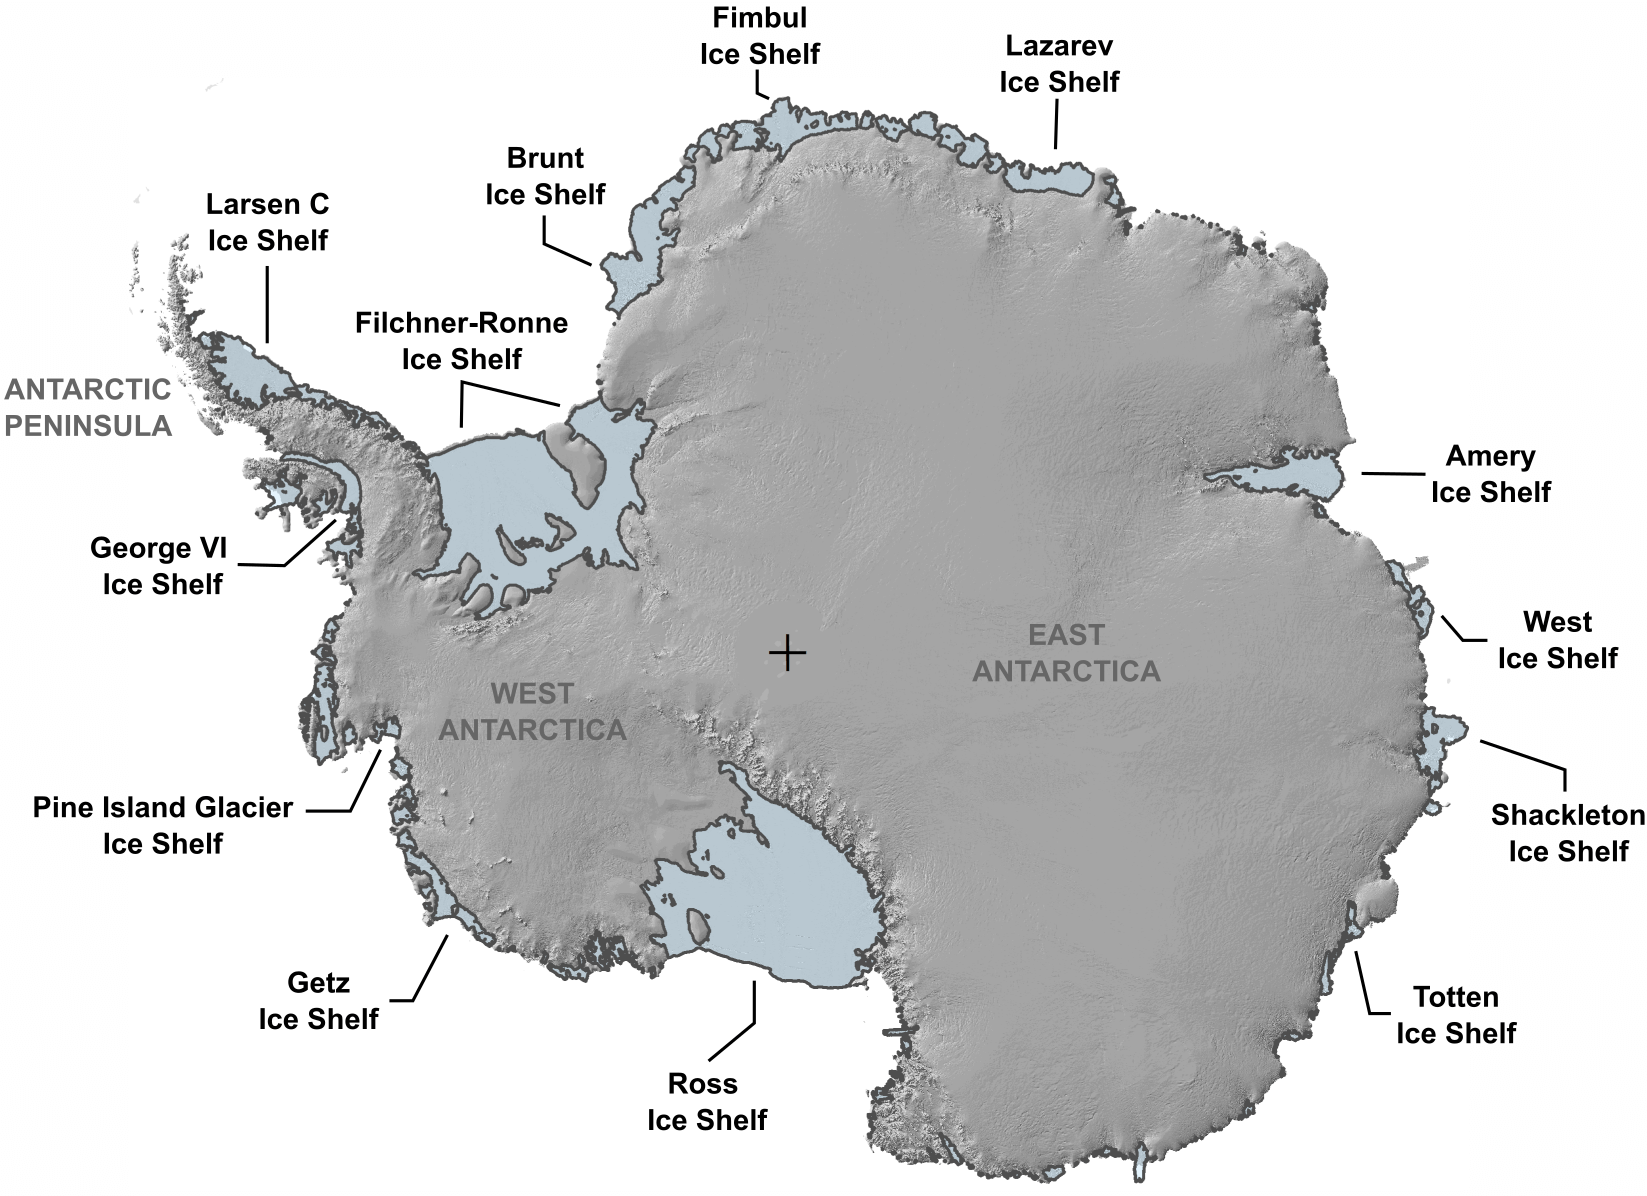 Fimbul
Ice Shelf
Lazarev
Ice Shelf
Brunt
Ice Shelf
Larsen C
Ice Shelf
Filchner-Ronne
Ice Shelf
ANTARCTIC
PENINSULA
Amery
Ice Shelf
George VI
Ice Shelf
West
Ice Shelf
EAST
ANTARCTICA
WEST
ANTARCTICA
Pine Island Glacier
Ice Shelf
Shackleton
Ice Shelf
Getz
Ice Shelf
Totten
Ice Shelf
Ross
Ice Shelf